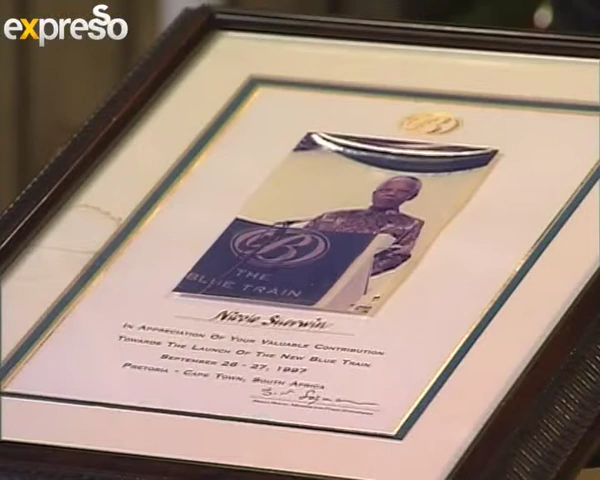 expresso
B
THE
BLUE TRAIN
Nicole Sherwin
IN APPRECIATION OF YOUR VALUABLE CONTRIBUTION
TOWARDS THE LAUNCH OF THE NEW BLUE TRAIN
SEPTEMBER 26 - 27, 1997
PRETORIA - CAPE TOWN, SOUTH AFRICA